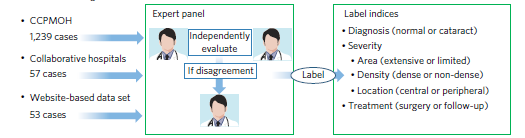 Expert panel
Label indices
• CCPMOH
1,239 cases
• Collaborative hospitals
57 cases
• Website-based data set
53 cases
Independently
evaluate
If disagreement
Label
• Diagnosis (normal or cataract)
• Severity
• Area (extensive or limited)
• Density (dense or non-dense)
• Location (central or peripheral)
• Treatment (surgery or follow-up)